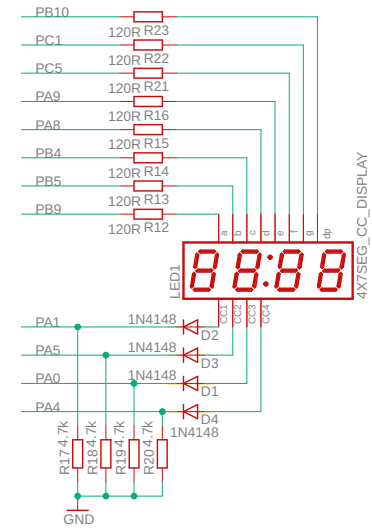 PB10
120R R23
PC1
120R R22
PC5
120R R21
PA9
120R R16
PA8
120R R15
PB4
120R R14
PB5
120R R13
PB9
120R R12
a b c d e f g dp
LED1
88:88
4X7SEG_CC_DISPLAY
CC1 CC2 CC3 CC4
PA1
1N4148
D2
PA5
1N4148
D3
PA0
1N4148
D1
PA4
D4
1N4148
R17 4.7k
R18 4.7k
R19 4.7k
R20 4.7k
GND